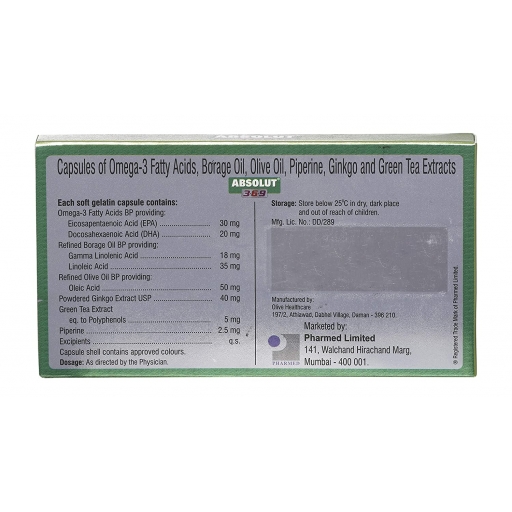 ABSOLUT
Capsules of Omega-3 Fatty Acids, Borage Oil, Olive Oil, Piperine, Ginkgo and Green Tea Extracts
ABSOLUT
369
Each soft gelatin capsule contains:
Omega-3 Fatty Acids BP providing:
Eicosapentaenoic Acid (EPA) ........ 30 mg
Docosahexaenoic Acid (DHA) ........ 20 mg
Refined Borage Oil BP providing:
Gamma Linolenic Acid ........ 18 mg
Linoleic Acid ........ 35 mg
Refined Olive Oil BP providing:
Oleic Acid ........ 50 mg
Powdered Ginkgo Extract USP ........ 40 mg
Green Tea Extract
eq. to Polyphenols ........ 5 mg
Piperine ........ 2.5 mg
Excipients ........ q.s.
Capsule shell contains approved colours.
Dosage: As directed by the Physician.
Storage: Store below 25°C in dry, dark place
and out of reach of children.
Mfg. Lic. No.: DD/289
Manufactured by:
Olive Healthcare
197/2, Athiawad, Dabhel Village, Daman - 396 210.
Marketed by:
Pharmed Limited
141, Walchand Hirachand Marg,
Mumbai - 400 001.
PHARMED
® Registered Trade Mark of Pharmed Limited.